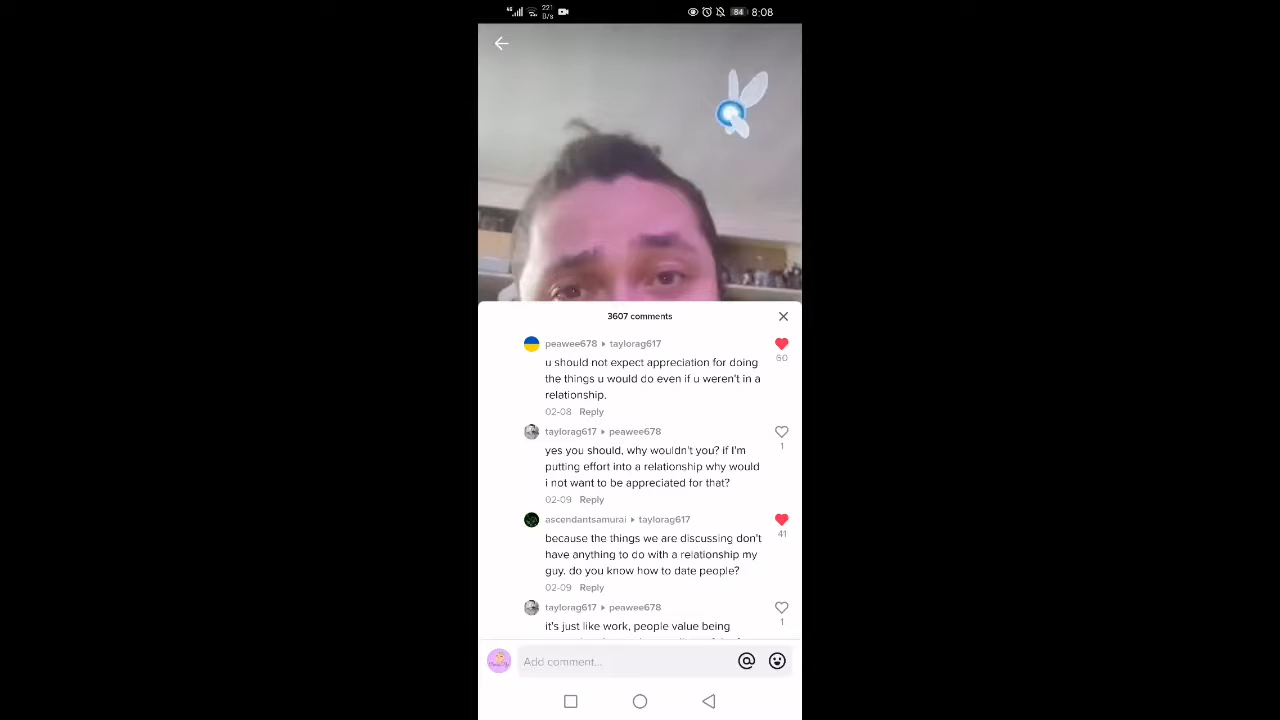 221
B/s
84
8:08
3607 comments
peawee678 ▸ taylorag617
u should not expect appreciation for doing
the things u would do even if u weren't in a
relationship.
60
02-08 Reply
taylorag617 ▸ peawee678
yes you should, why wouldn't you? if I'm
putting effort into a relationship why would
i not want to be appreciated for that?
1
02-09 Reply
ascendantsamurai ▸ taylorag617
because the things we are discussing don't
have anything to do with a relationship my
guy. do you know how to date people?
41
02-09 Reply
taylorag617 ▸ peawee678
it's just like work, people value being
1
Add comment...
@